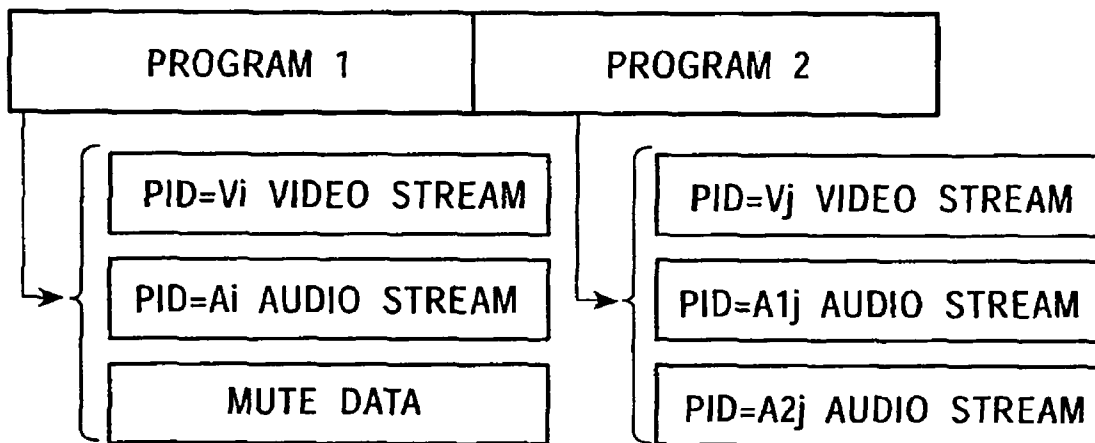 PROGRAM 1
PROGRAM 2
PID=Vi VIDEO STREAM
PID=Ai AUDIO STREAM
MUTE DATA
PID=Vj VIDEO STREAM
PID=A1j AUDIO STREAM
PID=A2j AUDIO STREAM